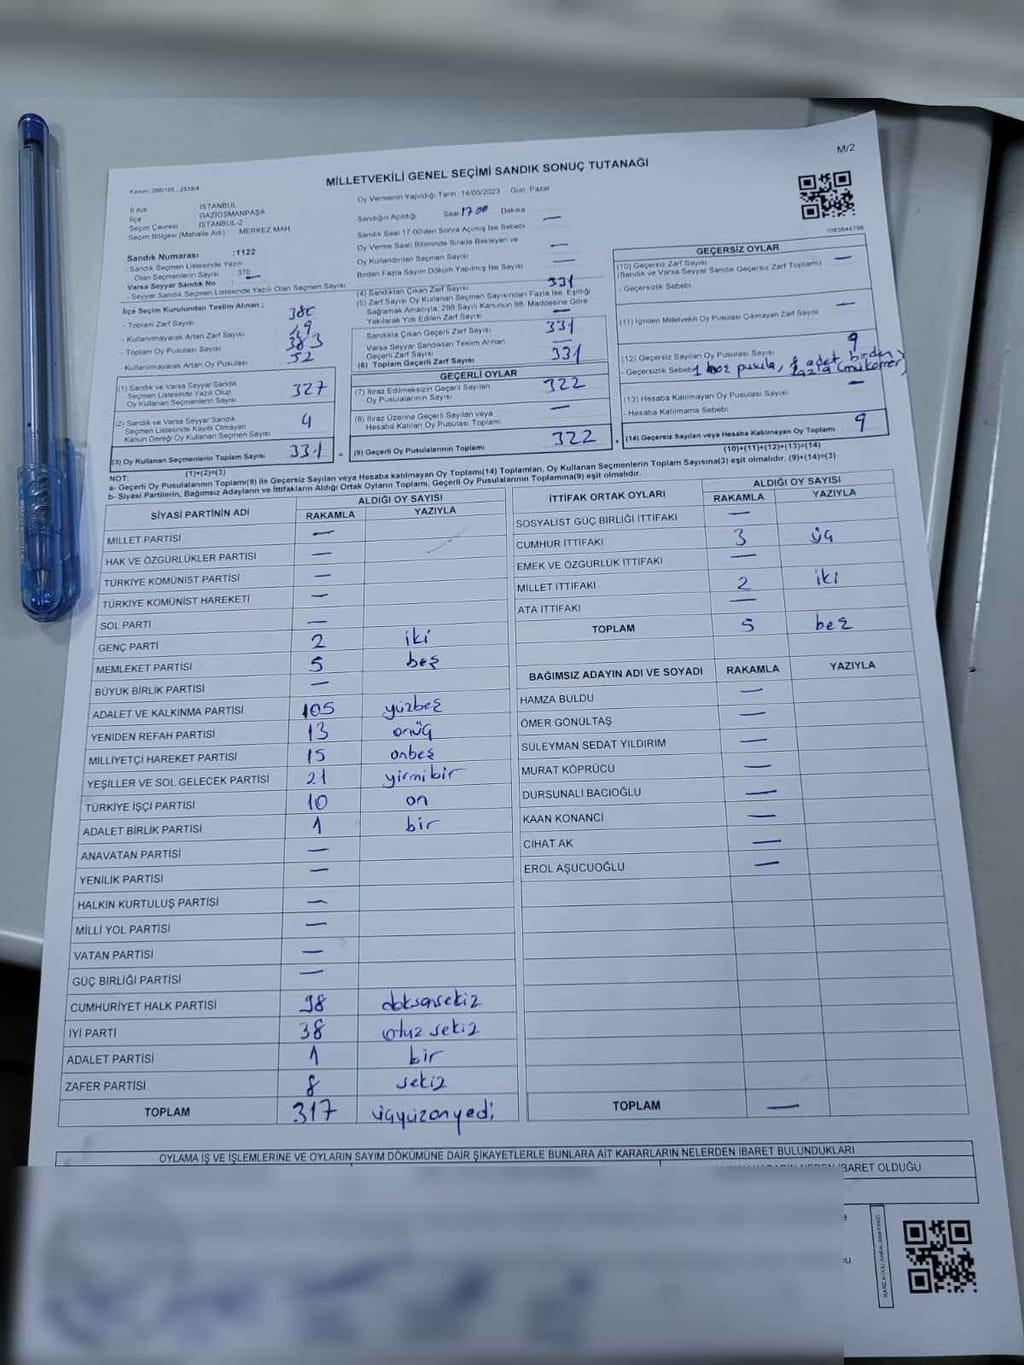 MİLLETVEKİLİ GENEL SEÇİMİ SANDIK SONUÇ TUTANAĞI
M/2
İl Adı İSTANBUL
İlçe GAZİOSMANPAŞA
Seçim Çevresi İSTANBUL-2
Seçim Bölgesi (Mahalle Adı) MERKEZ MAH.
Sandık Numarası :1122
- Sandık Seçmen Listesinde Yazılı
Olan Seçmenlerin Sayısı 370
Varsa Seyyar Sandık No —
- Seyyar Sandık Seçmen Listesinde Yazılı Olan Seçmen Sayısı
İlçe Seçim Kurulundan Teslim Alınan :
- Toplam Zarf Sayısı
- Kullanılmayarak Artan Zarf Sayısı 49
- Toplam Oy Pusulası Sayısı 383
- Kullanılmayarak Artan Oy Pusulası 52
(1) Sandık ve Varsa Seyyar Sandık
Seçmen Listesinde Yazılı Olup
Oy Kullanan Seçmenlerin Sayısı 327
(2) Sandık ve Varsa Seyyar Sandık
Seçmen Listesinde Kayıtlı Olmayan
Kanun Gereği Oy Kullanan Seçmen Sayısı 4
(3) Oy Kullanan Seçmenlerin Toplam Sayısı 331
(1)+(2)=(3)
Oy Vermenin Yapıldığı Tarih :14/05/2023 Gün: Pazar
Sandığın Açıldığı Saat 17.00 Dakika
Sandık Saat 17.00'den Sonra Açılmış İse Sebebi —
Oy Verme Saati Bitiminde Sırada Bekleyen ve
Oy Kullandırılan Seçmen Sayısı —
Birden Fazla Sayım Döküm Yapılmış İse Sayısı —
(4) Sandıktan Çıkan Zarf Sayısı 331
(5) Zarf Sayısı Oy Kullanan Seçmen Sayısından Fazla İse, Eşitliği
Sağlamak Amacıyla, 298 Sayılı Kanunun 98. Maddesine Göre
Yakılarak Yok Edilen Zarf Sayısı —
Sandıkla Çıkan Geçerli Zarf Sayısı 331
Varsa Seyyar Sandıktan Teslim Alınan
Geçerli Zarf Sayısı —
(6) Toplam Geçerli Zarf Sayısı 331
GEÇERLİ OYLAR
(7) İtiraz Edilmeksizin Geçerli Sayılan
Oy Pusulalarının Sayısı 322
(8) İtiraz Üzerine Geçerli Sayılan veya
Hesaba Katılan Oy Pusulası Toplamı —
(9) Geçerli Oy Pusulalarının Toplamı 322
1083644796
GEÇERSİZ OYLAR
(10) Geçersiz Zarf Sayısı —
(Sandık ve Varsa Seyyar Sandık Geçersiz Zarf Toplamı)
- Geçersizlik Sebebi
(11) İçinden Milletvekili Oy Pusulası Çıkmayan Zarf Sayısı —
(12) Geçersiz Sayılan Oy Pusulası Sayısı 9
- Geçersizlik Sebebi 1 boş pusula, 8 adet birden
fazla (mükerrer)
(13) Hesaba Katılmayan Oy Pusulası Sayısı —
- Hesaba Katılmama Sebebi
(14) Geçersiz Sayılan veya Hesaba Katılmayan Oy Toplamı 9
(10)+(11)+(12)+(13)=(14)
NOT:
a- Geçerli Oy Pusulalarının Toplamı(9) ile Geçersiz Sayılan veya Hesaba katılmayan Oy Toplamı(14) Toplamları, Oy Kullanan Seçmenlerin Toplam Sayısına(3) eşit olmalıdır. (9)+(14)=(3)
b- Siyasi Partilerin, Bağımsız Adayların ve İttifakların Aldığı Ortak Oyların Toplamı, Geçerli Oy Pusulalarının Toplamına(9) eşit olmalıdır.
SİYASİ PARTİNİN ADI ALDIĞI OY SAYISI
RAKAMLA YAZIYLA
MİLLET PARTİSİ —
HAK VE ÖZGÜRLÜKLER PARTİSİ —
TÜRKİYE KOMÜNİST PARTİSİ —
TÜRKİYE KOMÜNİST HAREKETİ —
SOL PARTİ —
GENÇ PARTİ 2 iki
MEMLEKET PARTİSİ 5 beş
BÜYÜK BİRLİK PARTİSİ —
ADALET VE KALKINMA PARTİSİ 105 yüzbeş
YENİDEN REFAH PARTİSİ 13 onüç
MİLLİYETÇİ HAREKET PARTİSİ 15 onbeş
YEŞİLLER VE SOL GELECEK PARTİSİ 21 yirmibir
TÜRKİYE İŞÇİ PARTİSİ 10 on
ADALET BİRLİK PARTİSİ 1 bir
ANAVATAN PARTİSİ —
YENİLİK PARTİSİ —
HALKIN KURTULUŞ PARTİSİ —
MİLLİ YOL PARTİSİ —
VATAN PARTİSİ —
GÜÇ BİRLİĞİ PARTİSİ —
CUMHURİYET HALK PARTİSİ 98 doksansekiz
İYİ PARTİ 38 otuz sekiz
ADALET PARTİSİ 1 bir
ZAFER PARTİSİ 8 sekiz
TOPLAM 317 üçyüzonyedi
İTTİFAK ORTAK OYLARI ALDIĞI OY SAYISI
RAKAMLA YAZIYLA
SOSYALİST GÜÇ BİRLİĞİ İTTİFAKI —
CUMHUR İTTİFAKI 3 üç
EMEK VE ÖZGÜRLÜK İTTİFAKI —
MİLLET İTTİFAKI 2 iki
ATA İTTİFAKI —
TOPLAM 5 beş
BAĞIMSIZ ADAYIN ADI VE SOYADI RAKAMLA YAZIYLA
HAMZA BULDU —
ÖMER GÖNÜLTAŞ —
SÜLEYMAN SEDAT YILDIRIM —
MURAT KÖPRÜCÜ —
DURSUNALİ BACIOĞLU —
KAAN KONANCİ —
CİHAT AK —
EROL AŞUCUOĞLU —
TOPLAM —
OYLAMA İŞ VE İŞLEMLERİNE VE OYLARIN SAYIM DÖKÜMÜNE DAİR ŞİKAYETLERLE BUNLARA AİT KARARLARIN NELERDEN İBARET BULUNDUKLARI
İBARET OLDUĞU